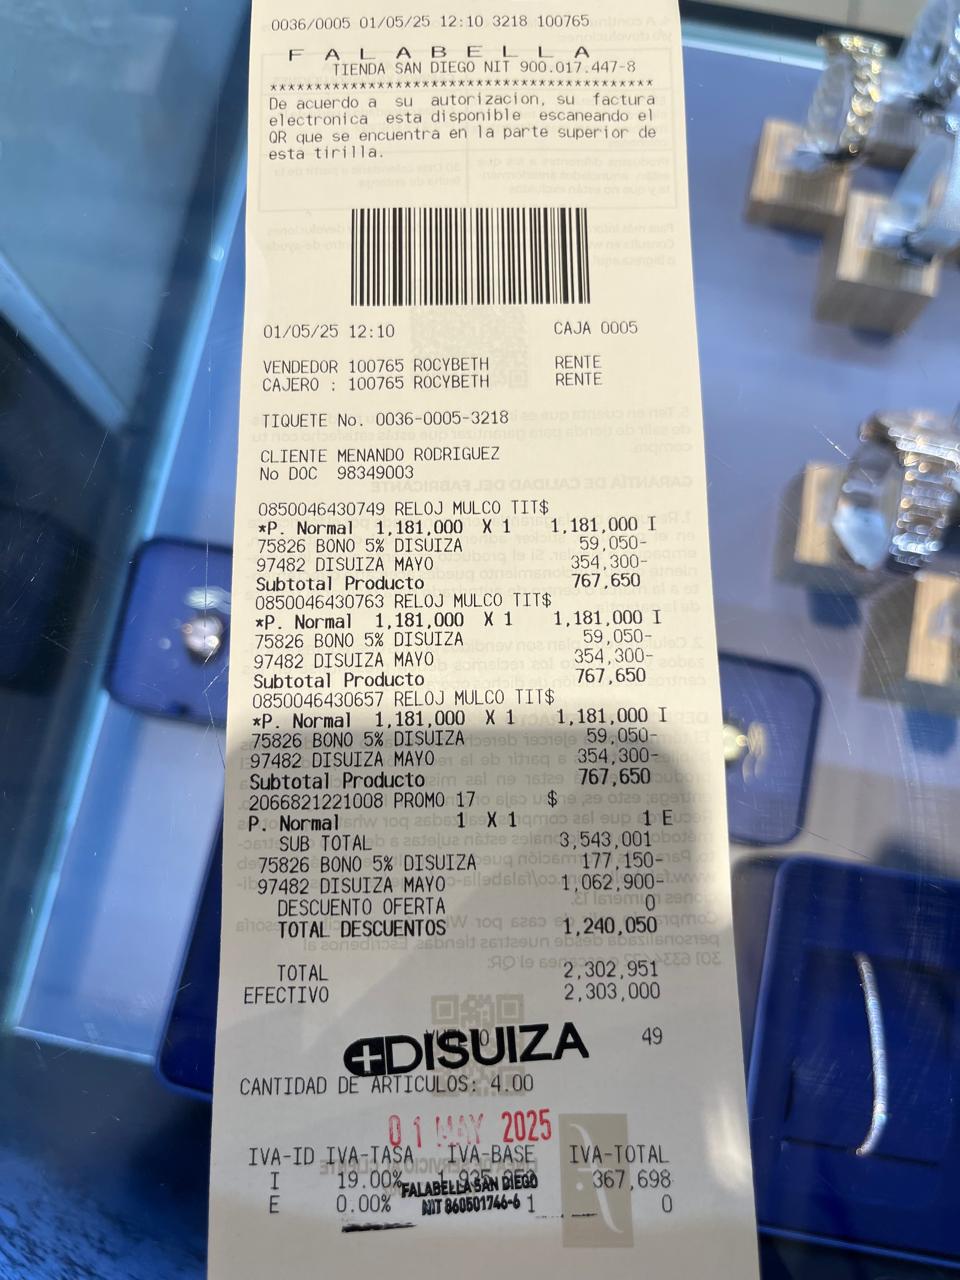 0036/0005 01/05/25 12:10 3218 100765
F A L A B E L L A
TIENDA SAN DIEGO NIT 900.017.447-8
******************************************
De acuerdo a su autorizacion, su factura
electronica esta disponible escaneando el
QR que se encuentra en la parte superior de
esta tirilla.
01/05/25 12:10 CAJA 0005
VENDEDOR 100765 ROCYBETH RENTE
CAJERO : 100765 ROCYBETH RENTE
TIQUETE No. 0036-0005-3218
CLIENTE MENANDO RODRIGUEZ
No DOC 98349003
0850046430749 RELOJ MULCO TIT$
*P. Normal 1,181,000 X 1 1,181,000 I
75826 BONO 5% DISUIZA 59,050-
97482 DISUIZA MAYO 354,300-
Subtotal Producto 767,650
0850046430763 RELOJ MULCO TIT$
*P. Normal 1,181,000 X 1 1,181,000 I
75826 BONO 5% DISUIZA 59,050-
97482 DISUIZA MAYO 354,300-
Subtotal Producto 767,650
0850046430657 RELOJ MULCO TIT$
*P. Normal 1,181,000 X 1 1,181,000 I
75826 BONO 5% DISUIZA 59,050-
97482 DISUIZA MAYO 354,300-
Subtotal Producto 767,650
2066821221008 PROMO 17 $
P. Normal 1 X 1 1 E
SUB TOTAL 3,543,001
75826 BONO 5% DISUIZA 177,150-
97482 DISUIZA MAYO 1,062,900-
DESCUENTO OFERTA 0
TOTAL DESCUENTOS 1,240,050
TOTAL 2,302,951
EFECTIVO 2,303,000
49
DISUIZA
CANTIDAD DE ARTICULOS: 4.00
01 MAY 2025
IVA-ID IVA-TASA IVA-BASE IVA-TOTAL
I 19.00% 367,698
FALABELLA SAN DIEGO
E 0.00% 1 0
NIT 860501746-6